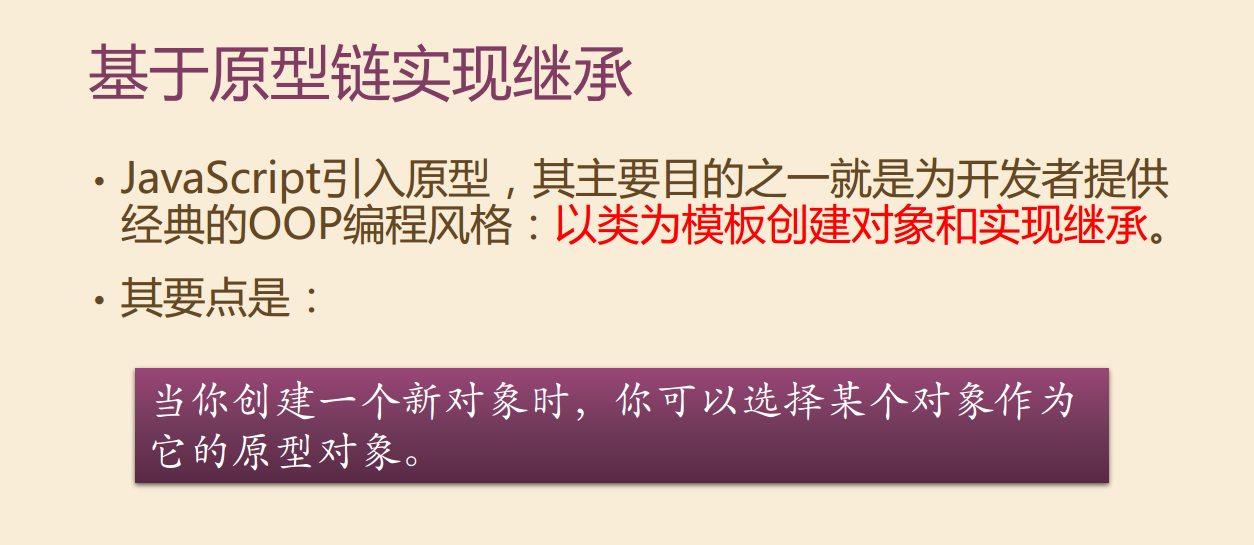 基于原型链实现继承
• JavaScript引入原型，其主要目的之一就是为开发者提供
经典的OOP编程风格：以类为模板创建对象和实现继承。
• 其要点是：
当你创建一个新对象时，你可以选择某个对象作为
它的原型对象。